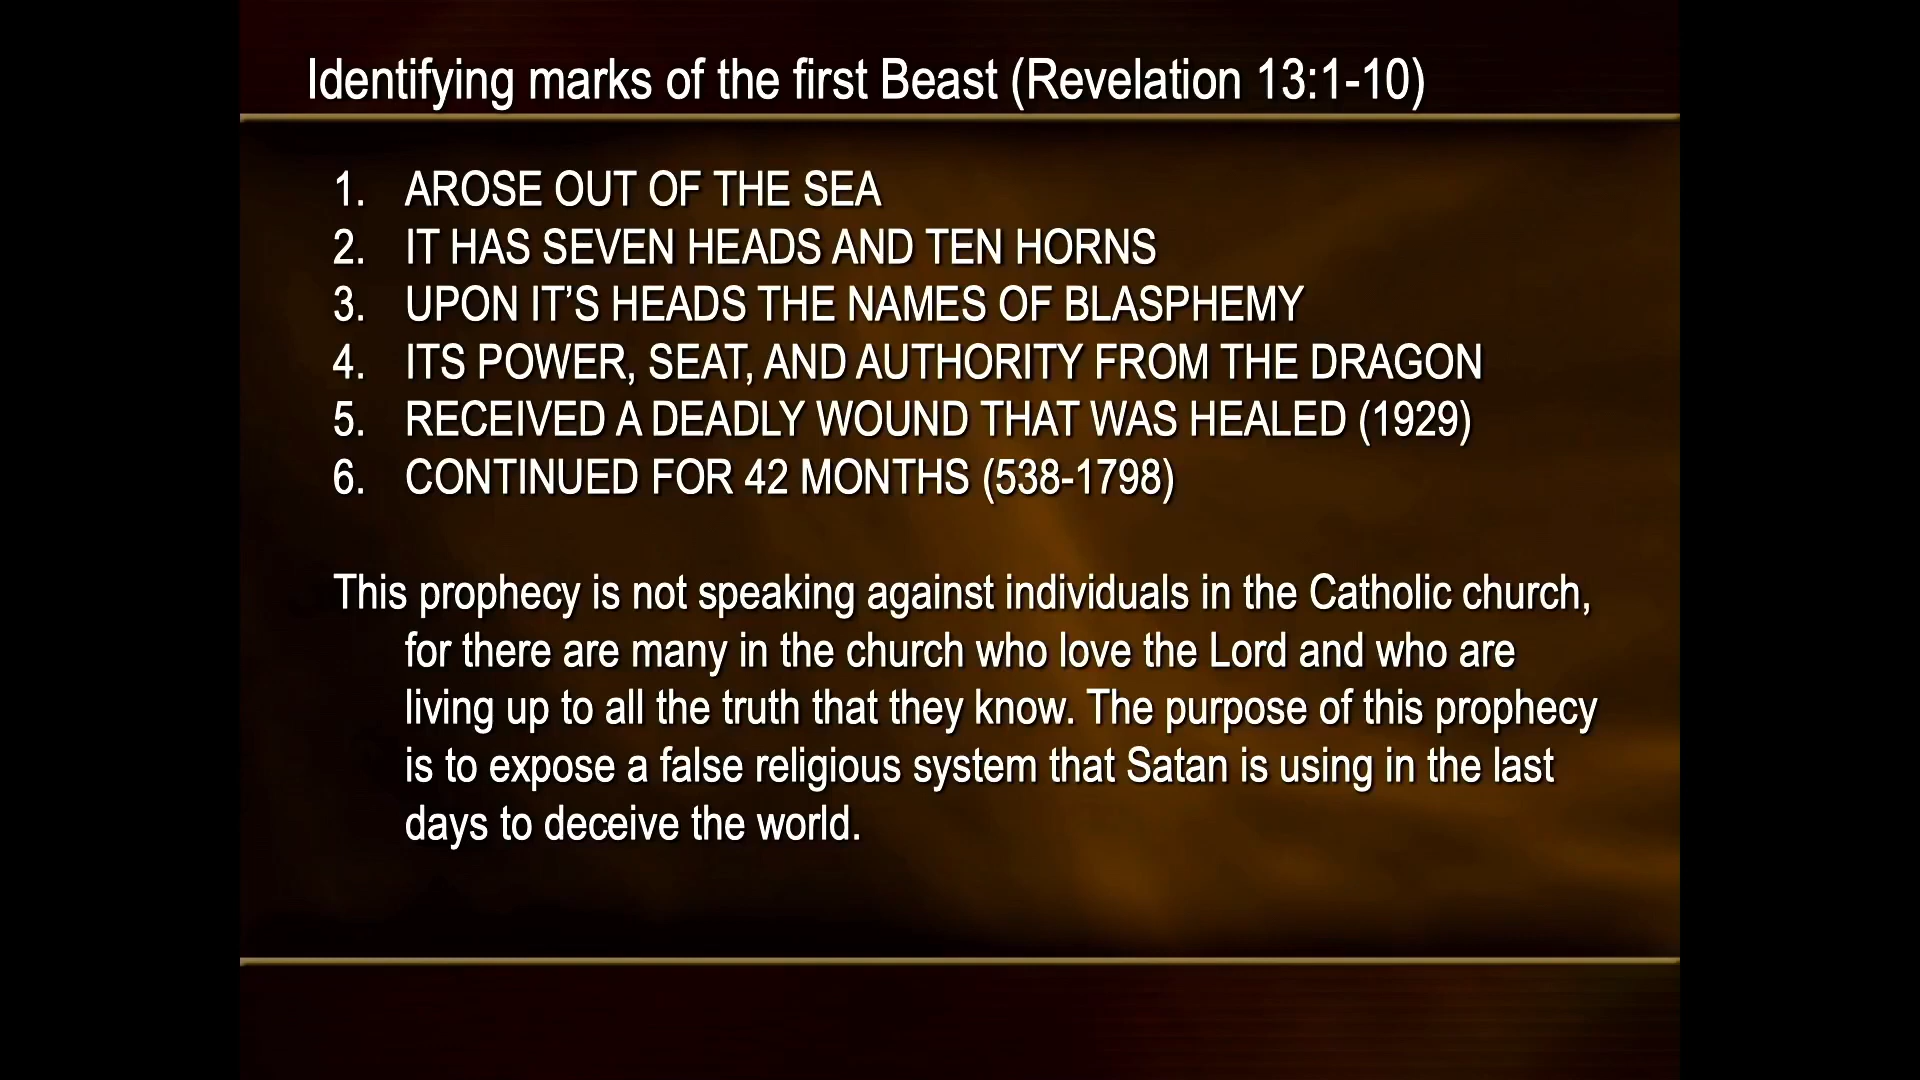 Identifying marks of the first Beast (Revelation 13:1-10)
1. AROSE OUT OF THE SEA
2. IT HAS SEVEN HEADS AND TEN HORNS
3. UPON IT’S HEADS THE NAMES OF BLASPHEMY
4. ITS POWER, SEAT, AND AUTHORITY FROM THE DRAGON
5. RECEIVED A DEADLY WOUND THAT WAS HEALED (1929)
6. CONTINUED FOR 42 MONTHS (538-1798)
This prophecy is not speaking against individuals in the Catholic church,
for there are many in the church who love the Lord and who are
living up to all the truth that they know. The purpose of this prophecy
is to expose a false religious system that Satan is using in the last
days to deceive the world.